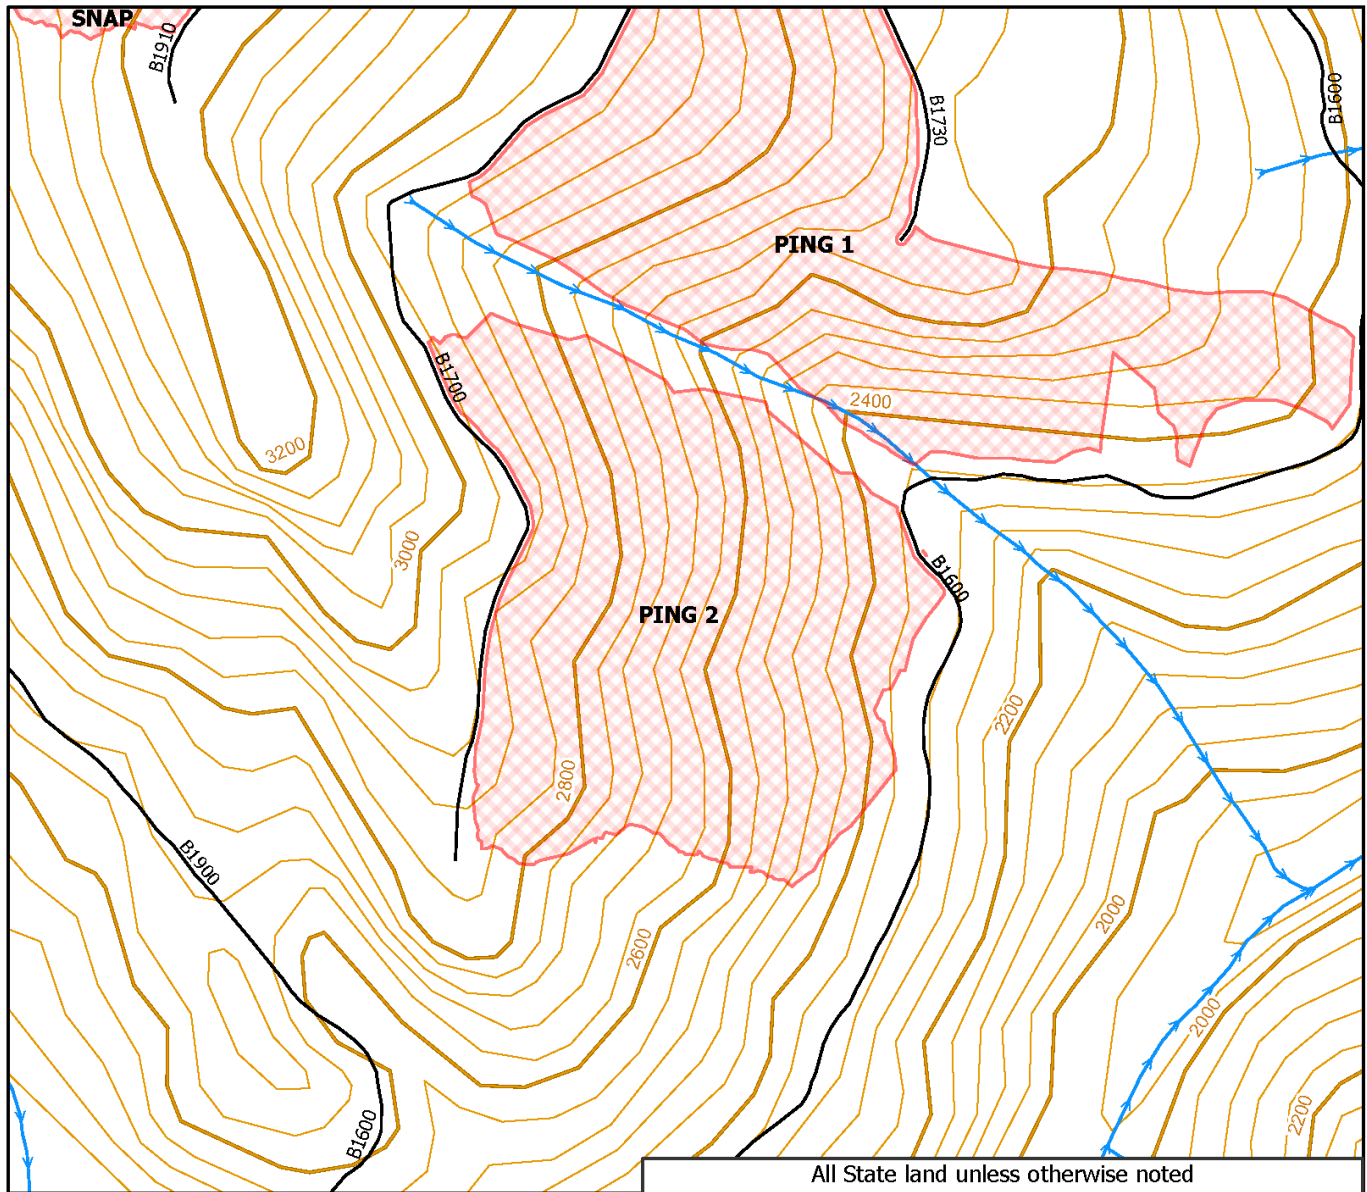 SNAP
B1910
B1730
B1600
PING 1
B1700
2400
3200
3000
B1600
PING 2
2200
2800
B1900
2600
2000
2000
B1600
2200
All State land unless otherwise noted